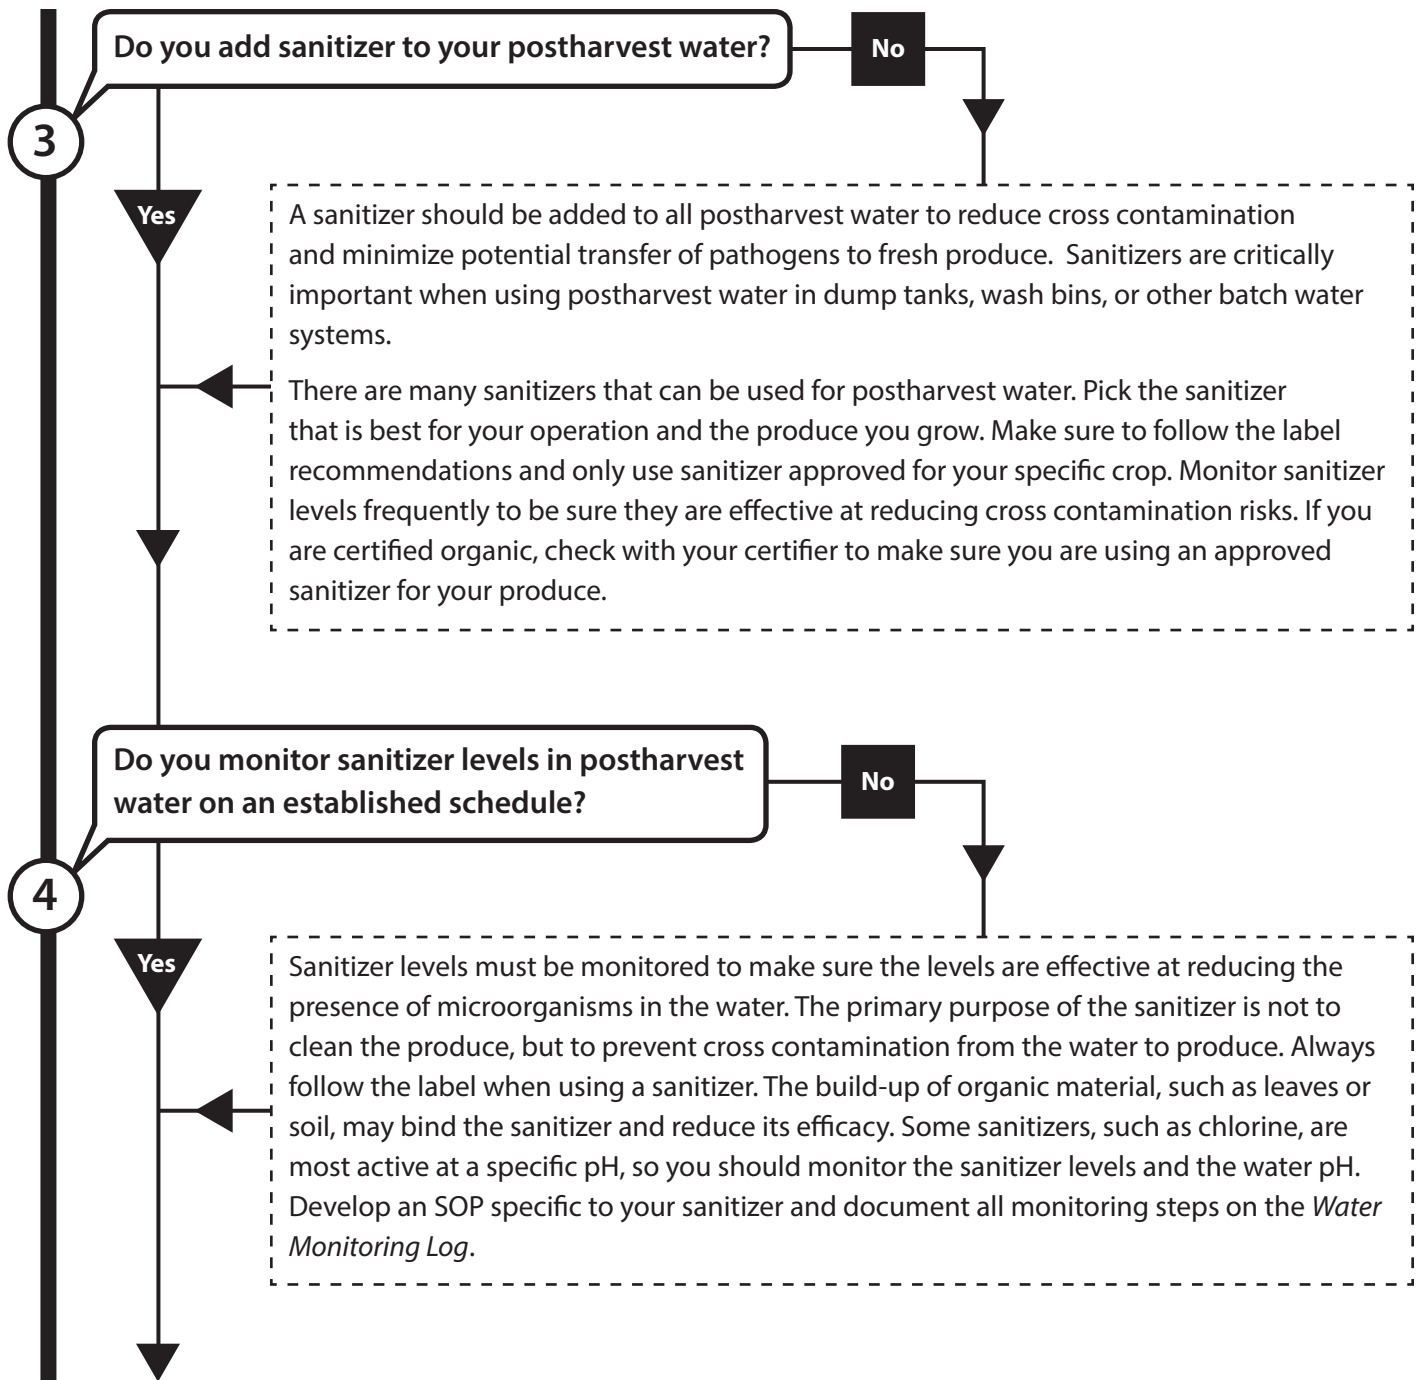 Do you add sanitizer to your postharvest water?
No
3
Yes
A sanitizer should be added to all postharvest water to reduce cross contamination
and minimize potential transfer of pathogens to fresh produce.  Sanitizers are critically
important when using postharvest water in dump tanks, wash bins, or other batch water
systems.
There are many sanitizers that can be used for postharvest water. Pick the sanitizer
that is best for your operation and the produce you grow. Make sure to follow the label
recommendations and only use sanitizer approved for your specific crop. Monitor sanitizer
levels frequently to be sure they are effective at reducing cross contamination risks. If you
are certified organic, check with your certifier to make sure you are using an approved
sanitizer for your produce.
Do you monitor sanitizer levels in postharvest
water on an established schedule?
No
4
Yes
Sanitizer levels must be monitored to make sure the levels are effective at reducing the
presence of microorganisms in the water. The primary purpose of the sanitizer is not to
clean the produce, but to prevent cross contamination from the water to produce. Always
follow the label when using a sanitizer. The build-up of organic material, such as leaves or
soil, may bind the sanitizer and reduce its efficacy. Some sanitizers, such as chlorine, are
most active at a specific pH, so you should monitor the sanitizer levels and the water pH.
Develop an SOP specific to your sanitizer and document all monitoring steps on the Water
Monitoring Log.